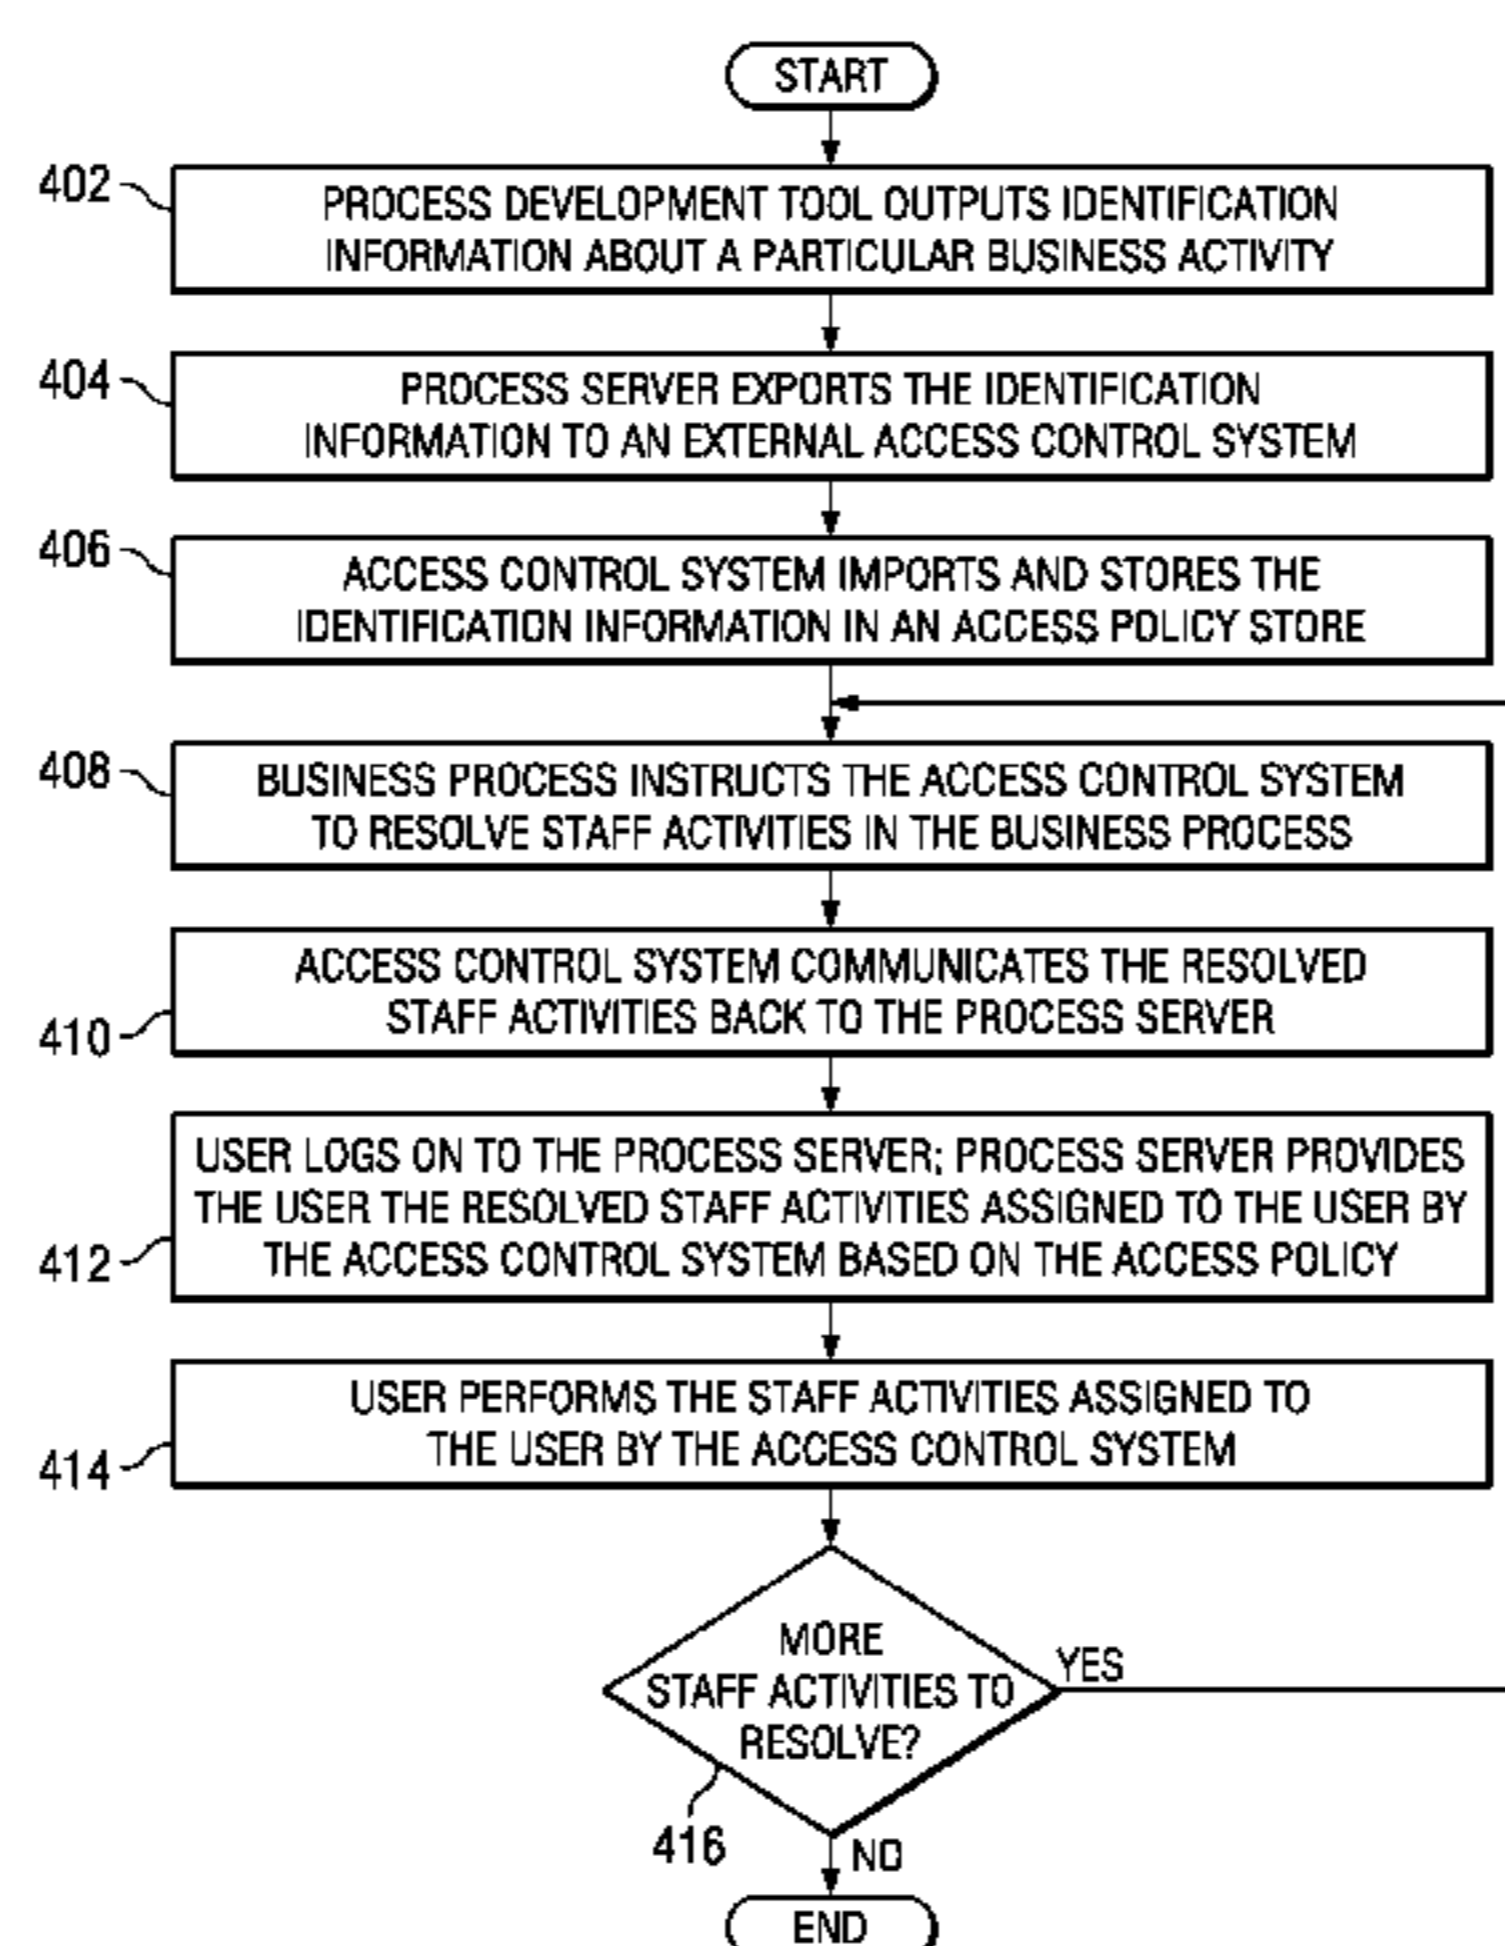 START
402
PROCESS DEVELOPMENT TOOL OUTPUTS IDENTIFICATION
INFORMATION ABOUT A PARTICULAR BUSINESS ACTIVITY
404
PROCESS SERVER EXPORTS THE IDENTIFICATION
INFORMATION TO AN EXTERNAL ACCESS CONTROL SYSTEM
406
ACCESS CONTROL SYSTEM IMPORTS AND STORES THE
IDENTIFICATION INFORMATION IN AN ACCESS POLICY STORE
408
BUSINESS PROCESS INSTRUCTS THE ACCESS CONTROL SYSTEM
TO RESOLVE STAFF ACTIVITIES IN THE BUSINESS PROCESS
ACCESS CONTROL SYSTEM COMMUNICATES THE RESOLVED
STAFF ACTIVITIES BACK TO THE PROCESS SERVER
410
USER LOGS ON TO THE PROCESS SERVER; PROCESS SERVER PROVIDES
THE USER THE RESOLVED STAFF ACTIVITIES ASSIGNED TO THE USER BY
THE ACCESS CONTROL SYSTEM BASED ON THE ACCESS POLICY
412
USER PERFORMS THE STAFF ACTIVITIES ASSIGNED TO
THE USER BY THE ACCESS CONTROL SYSTEM
414
MORE
STAFF ACTIVITIES TO
RESOLVE?
YES
416
NO
END